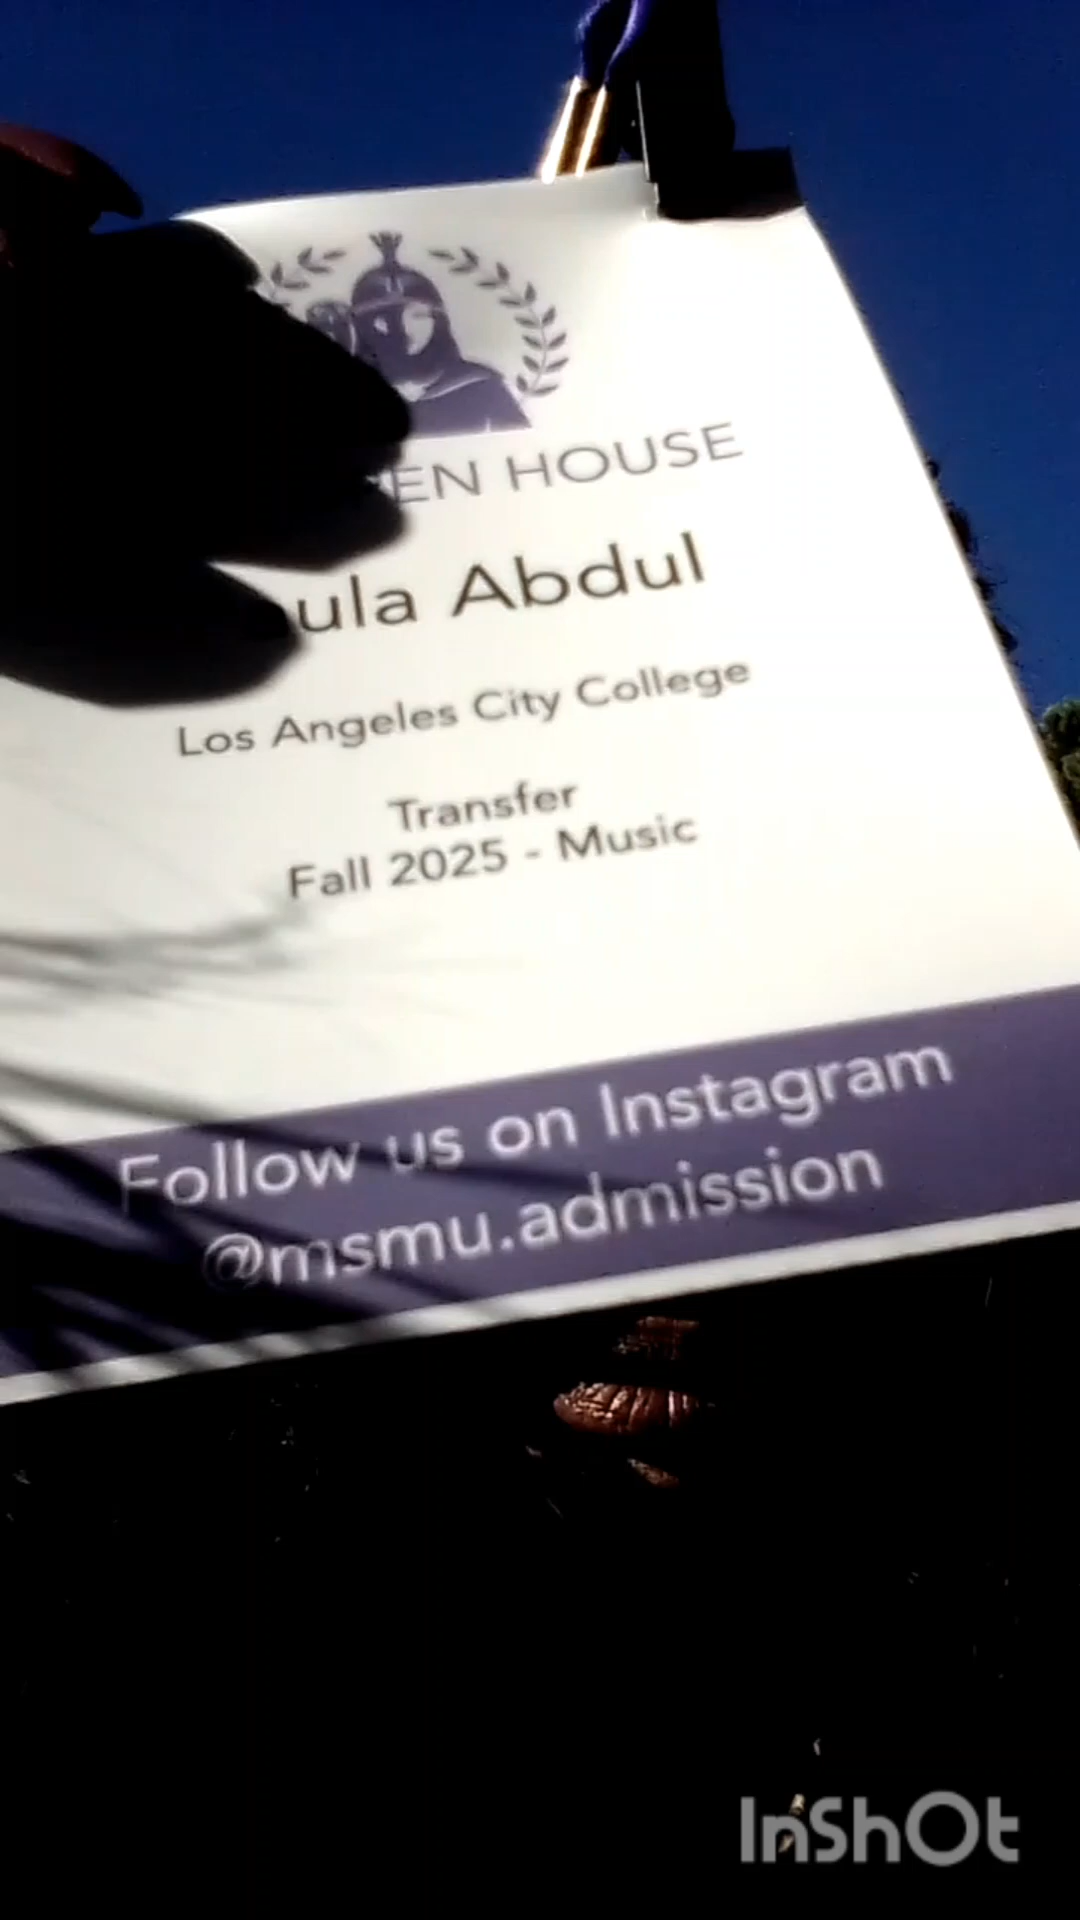 EN HOUSE
ula Abdul
Los Angeles City College
Transfer
Fall 2025 - Music
Follow us on Instagram
@msmu.admission
InShOt